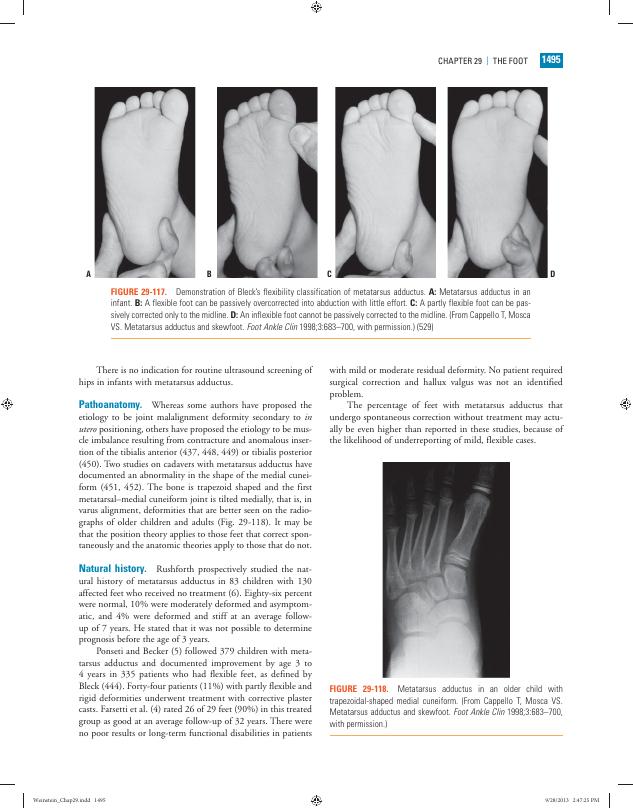 CHAPTER 29 | THE FOOT 1495
A B C D
FIGURE 29-117. Demonstration of Bleck's flexibility classification of metatarsus adductus. A: Metatarsus adductus in an
infant. B: A flexible foot can be passively overcorrected into abduction with little effort. C: A partly flexible foot can be pas-
sively corrected only to the midline. D: An inflexible foot cannot be passively corrected to the midline. (From Cappello T, Mosca
VS. Metatarsus adductus and skewfoot. Foot Ankle Clin 1998;3:683–700, with permission.) (529)
There is no indication for routine ultrasound screening of
hips in infants with metatarsus adductus.
Pathoanatomy. Whereas some authors have proposed the
etiology to be joint malalignment deformity secondary to in
utero positioning, others have proposed the etiology to be mus-
cle imbalance resulting from contracture and anomalous inser-
tion of the tibialis anterior (437, 448, 449) or tibialis posterior
(450). Two studies on cadavers with metatarsus adductus have
documented an abnormality in the shape of the medial cunei-
form (451, 452). The bone is trapezoid shaped and the first
metatarsal–medial cuneiform joint is tilted medially, that is, in
varus alignment, deformities that are better seen on the radio-
graphs of older children and adults (Fig. 29-118). It may be
that the position theory applies to those feet that correct spon-
taneously and the anatomic theories apply to those that do not.
Natural history. Rushforth prospectively studied the nat-
ural history of metatarsus adductus in 83 children with 130
affected feet who received no treatment (6). Eighty-six percent
were normal, 10% were moderately deformed and asymptom-
atic, and 4% were deformed and stiff at an average follow-
up of 7 years. He stated that it was not possible to determine
prognosis before the age of 3 years.
Ponseti and Becker (5) followed 379 children with meta-
tarsus adductus and documented improvement by age 3 to
4 years in 335 patients who had flexible feet, as defined by
Bleck (444). Forty-four patients (11%) with partly flexible and
rigid deformities underwent treatment with corrective plaster
casts. Farsetti et al. (4) rated 26 of 29 feet (90%) in this treated
group as good at an average follow-up of 32 years. There were
no poor results or long-term functional disabilities in patients
with mild or moderate residual deformity. No patient required
surgical correction and hallux valgus was not an identified
problem.
The percentage of feet with metatarsus adductus that
undergo spontaneous correction without treatment may actu-
ally be even higher than reported in these studies, because of
the likelihood of underreporting of mild, flexible cases.
FIGURE 29-118. Metatarsus adductus in an older child with
trapezoidal-shaped medial cuneiform. (From Cappello T, Mosca VS.
Metatarsus adductus and skewfoot. Foot Ankle Clin 1998;3:683–700,
with permission.)
Weinstein_Chap29.indd 1495 9/28/2013 2:47:25 PM